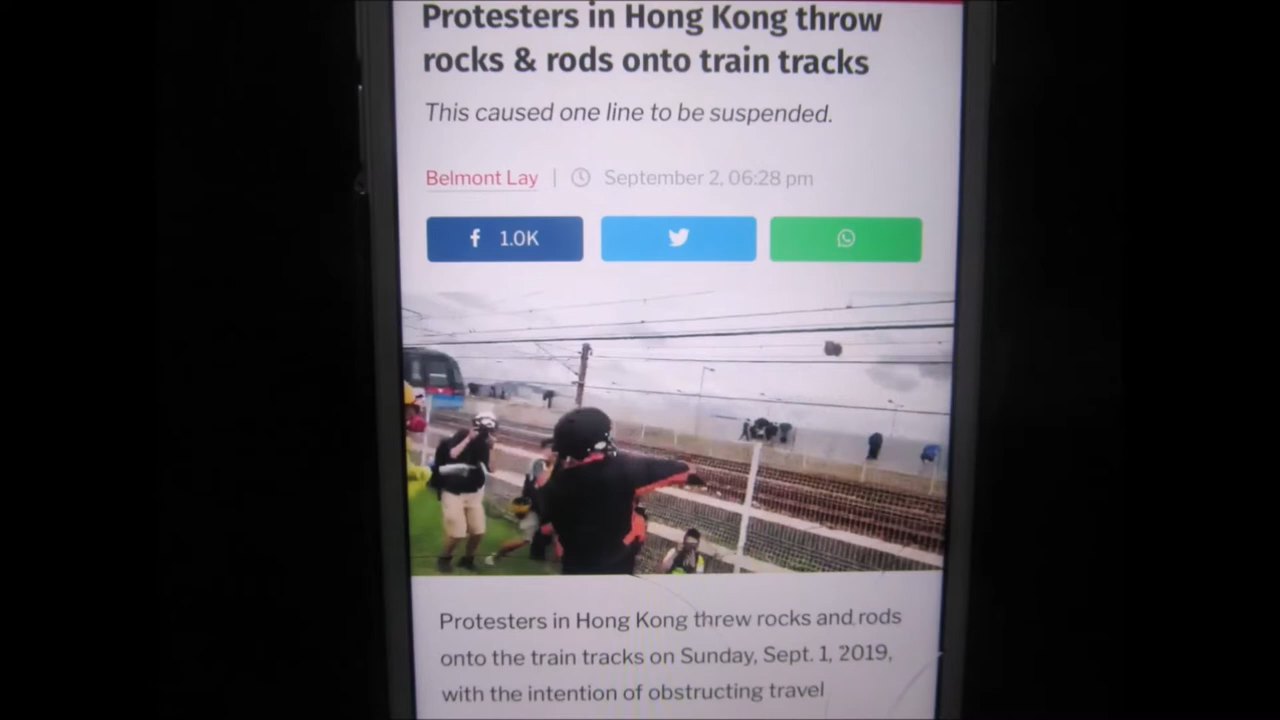 Protesters in Hong Kong throw
rocks & rods onto train tracks
This caused one line to be suspended.
Belmont Lay | September 2, 06:28 pm
1.0K
Protesters in Hong Kong threw rocks and rods
onto the train tracks on Sunday, Sept. 1, 2019,
with the intention of obstructing travel